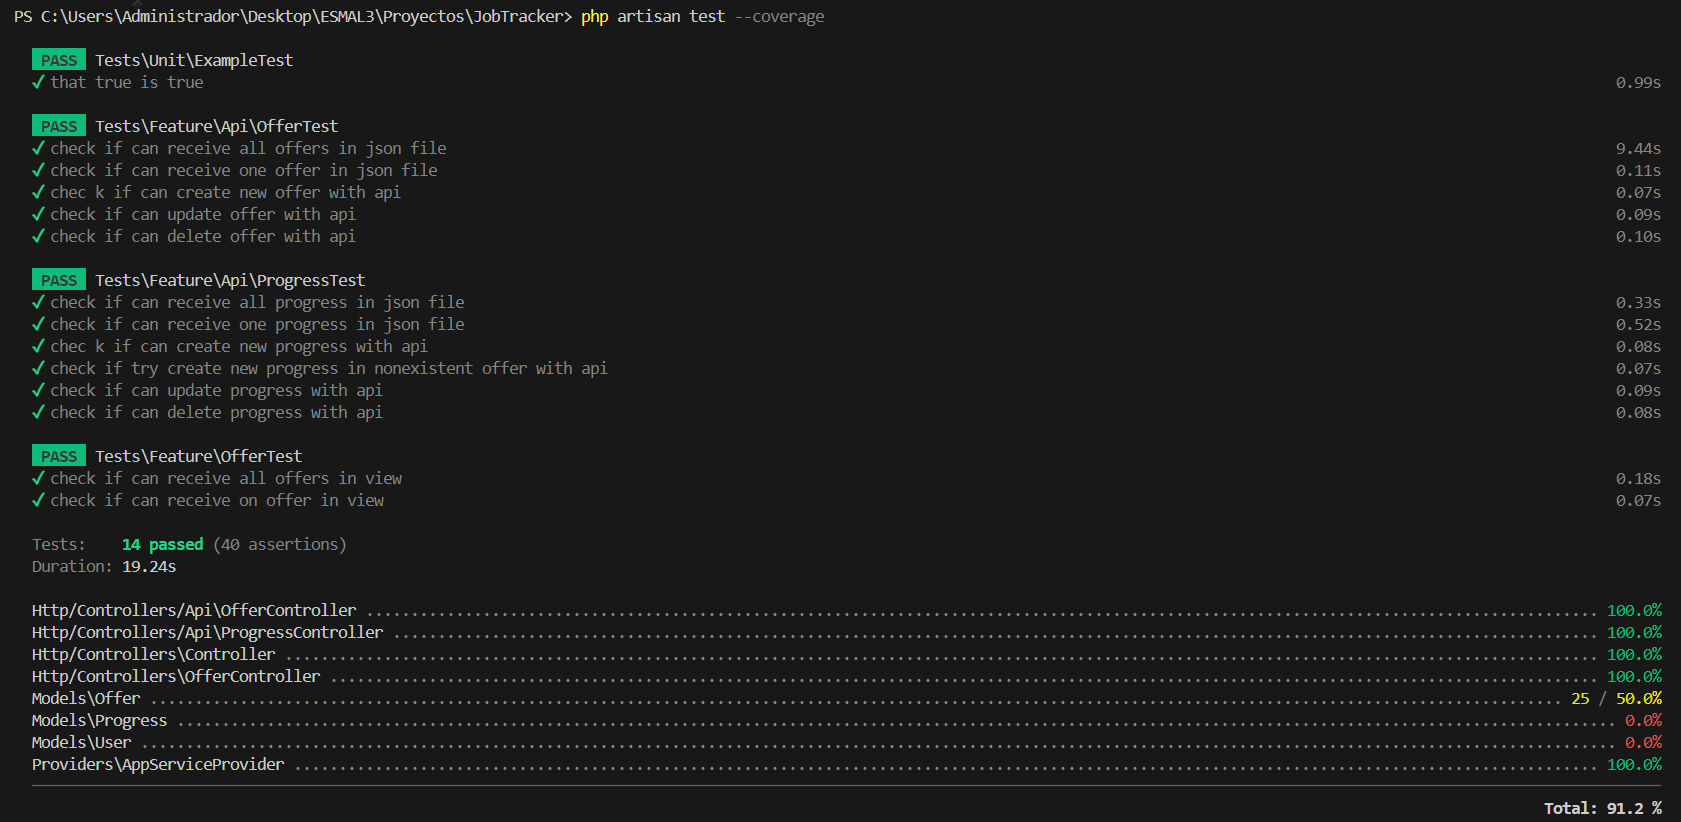 PS C:\Users\Administrador\Desktop\ESMAL3\Proyectos\JobTracker> php artisan test --coverage
PASS Tests\Unit\ExampleTest
✓ that true is true 0.99s
PASS Tests\Feature\Api\OfferTest
✓ check if can receive all offers in json file 9.44s
✓ check if can receive one offer in json file 0.11s
✓ chec k if can create new offer with api 0.07s
✓ check if can update offer with api 0.09s
✓ check if can delete offer with api 0.10s
PASS Tests\Feature\Api\ProgressTest
✓ check if can receive all progress in json file 0.33s
✓ check if can receive one progress in json file 0.52s
✓ chec k if can create new progress with api 0.08s
✓ check if try create new progress in nonexistent offer with api 0.07s
✓ check if can update progress with api 0.09s
✓ check if can delete progress with api 0.08s
PASS Tests\Feature\OfferTest
✓ check if can receive all offers in view 0.18s
✓ check if can receive on offer in view 0.07s
Tests: 14 passed (40 assertions)
Duration: 19.24s
Http/Controllers/Api\OfferController ........ 100.0%
Http/Controllers/Api\ProgressController ........ 100.0%
Http/Controllers\Controller ........ 100.0%
Http/Controllers\OfferController ........ 100.0%
Models\Offer ........ 25 / 50.0%
Models\Progress ........ 0.0%
Models\User ........ 0.0%
Providers\AppServiceProvider ........ 100.0%
Total: 91.2 %